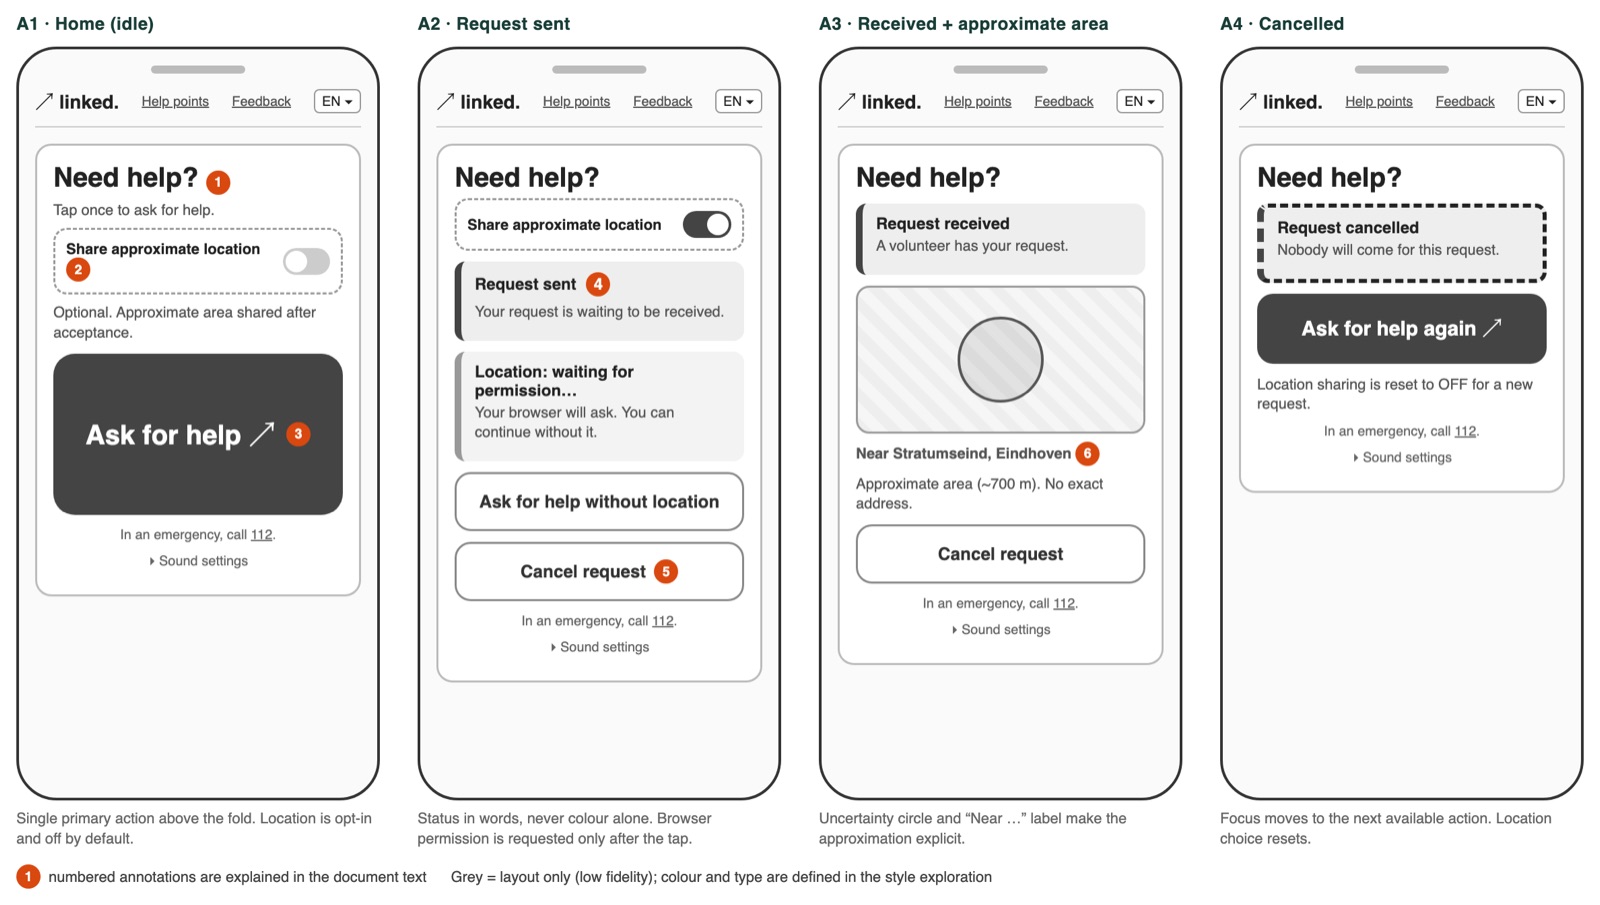 A1 · Home (idle)
linked.
Help points
Feedback
EN
Need help? 1
Tap once to ask for help.
Share approximate location
2
Optional. Approximate area shared after
acceptance.
Ask for help 3
In an emergency, call 112.
Sound settings
Single primary action above the fold. Location is opt-in
and off by default.
A2 · Request sent
linked.
Help points
Feedback
EN
Need help?
Share approximate location
Request sent 4
Your request is waiting to be received.
Location: waiting for
permission…
Your browser will ask. You can
continue without it.
Ask for help without location
Cancel request 5
In an emergency, call 112.
Sound settings
Status in words, never colour alone. Browser
permission is requested only after the tap.
A3 · Received + approximate area
linked.
Help points
Feedback
EN
Need help?
Request received
A volunteer has your request.
Near Stratumseind, Eindhoven 6
Approximate area (~700 m). No exact
address.
Cancel request
In an emergency, call 112.
Sound settings
Uncertainty circle and “Near …” label make the
approximation explicit.
A4 · Cancelled
linked.
Help points
Feedback
EN
Need help?
Request cancelled
Nobody will come for this request.
Ask for help again
Location sharing is reset to OFF for a new
request.
In an emergency, call 112.
Sound settings
Focus moves to the next available action. Location
choice resets.
1 numbered annotations are explained in the document text
Grey = layout only (low fidelity); colour and type are defined in the style exploration